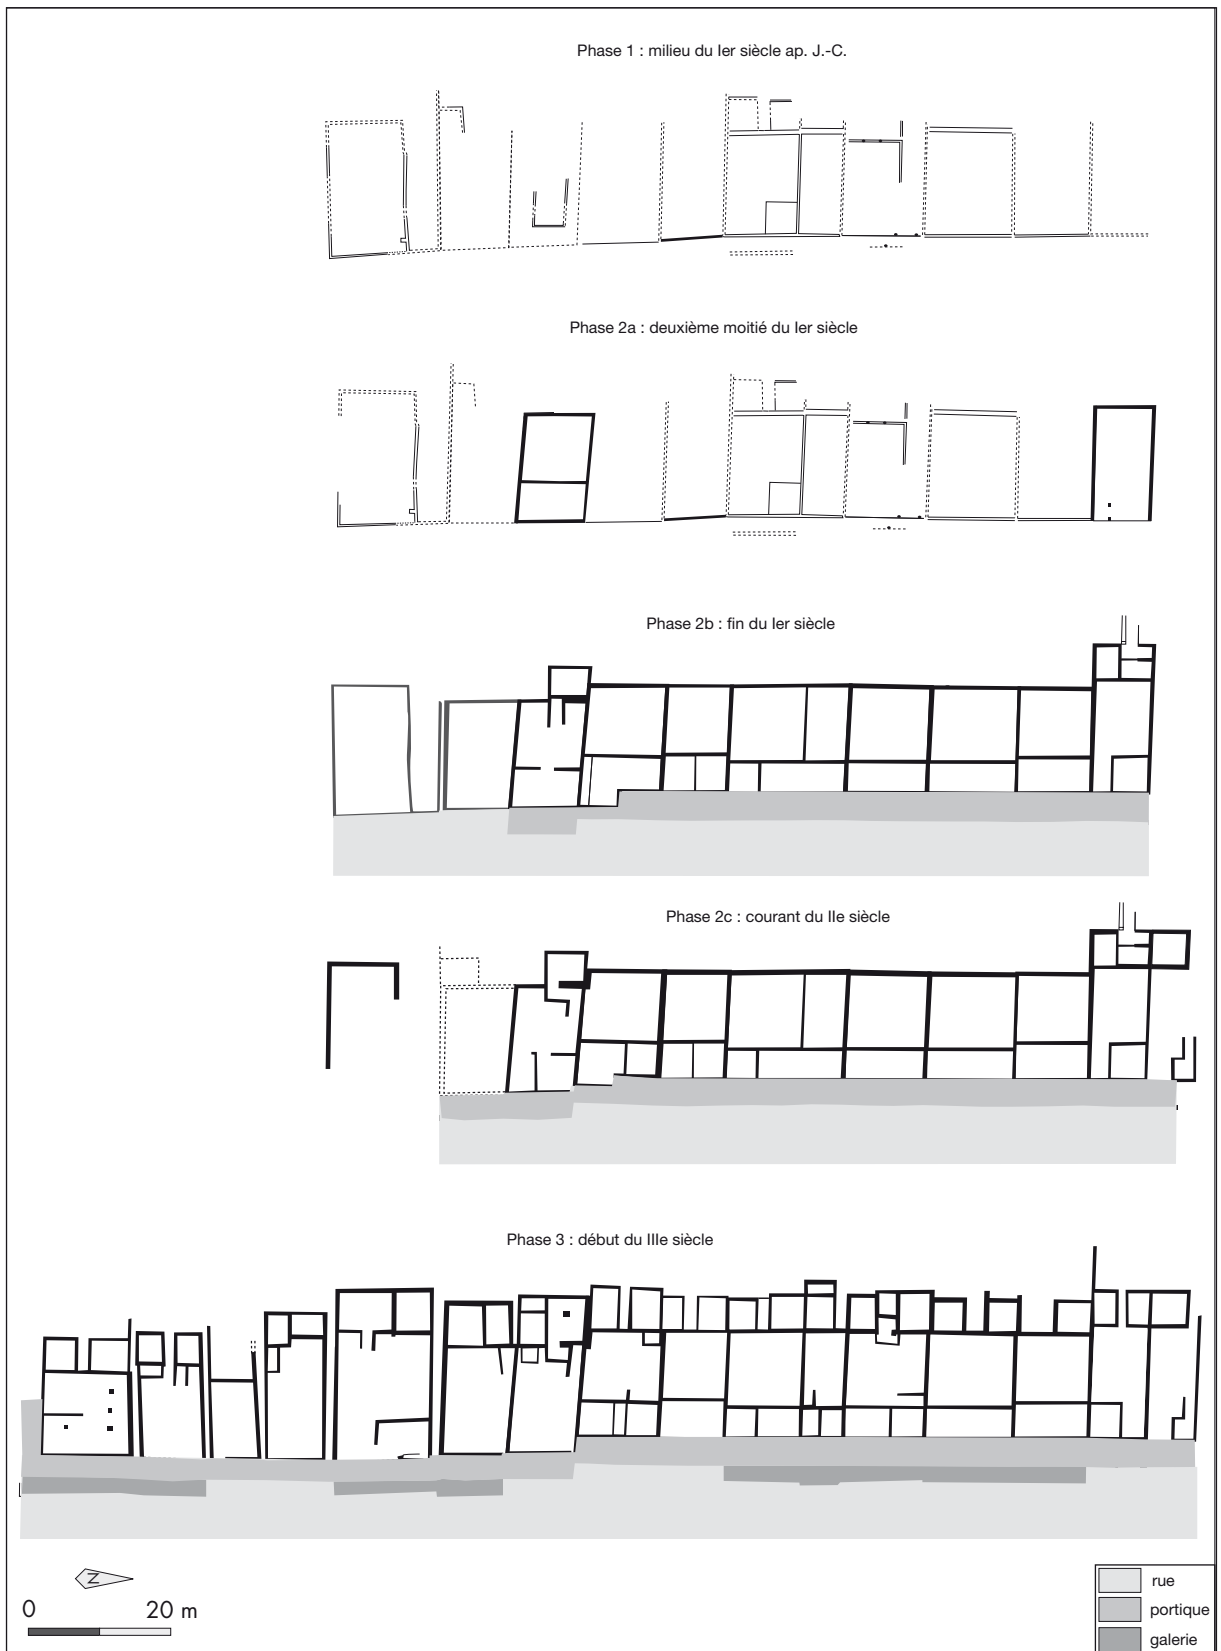 Phase 1 : milieu du Ier siècle ap. J.-C.
Phase 2a : deuxième moitié du Ier siècle
Phase 2b : fin du Ier siècle
Phase 2c : courant du IIe siècle
Phase 3 : début du IIIe siècle
N
0 20 m
rue
portique
galerie